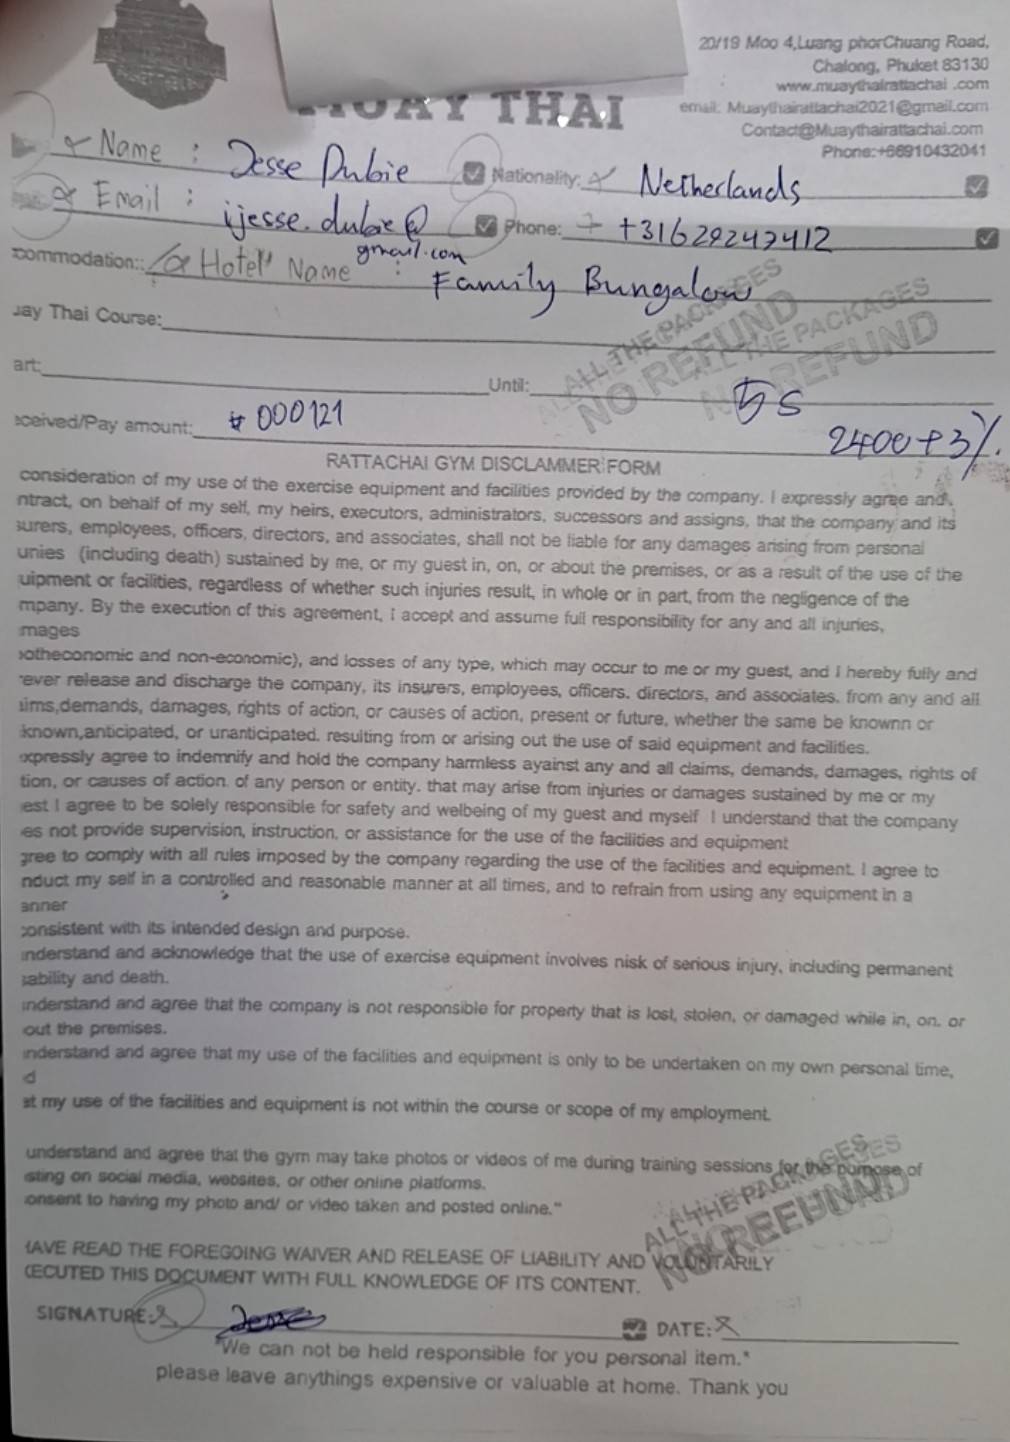 20/19 Moo 4,Luang phorChuang Road,
Chalong, Phuket 83130
www.muaythairattachai .com
email: Muaythairattachai2021@gmail.com
Contact@Muaythairattachai.com
Phone:+66910432041
MUAY THAI
Name : Jesse Dubie Nationality: Netherlands
Email : ijesse.dubie@gmail.com Phone: +31629247412
commodation:: Hotel Name : Family Bungalow
uay Thai Course:
ALL THE PACKAGES
NO REFUND
THE PACKAGES
REFUND
art: Until:
5s
ceived/Pay amount: # 000121
2400+3%.
RATTACHAI GYM DISCLAMMER FORM
consideration of my use of the exercise equipment and facilities provided by the company. I expressly agree and
ntract, on behalf of my self, my heirs, executors, administrators, successors and assigns, that the company and its
surers, employees, officers, directors, and associates, shall not be liable for any damages arising from personal
unies (including death) sustained by me, or my guest in, on, or about the premises, or as a result of the use of the
uipment or facilities, regardless of whether such injuries result, in whole or in part, from the negligence of the
mpany. By the execution of this agreement, I accept and assume full responsibility for any and all injuries,
mages
otheconomic and non-economic), and losses of any type, which may occur to me or my guest, and I hereby fully and
rever release and discharge the company, its insurers, employees, officers. directors, and associates. from any and all
aims,demands, damages, rights of action, or causes of action, present or future, whether the same be knownn or
known,anticipated, or unanticipated. resulting from or arising out the use of said equipment and facilities.
expressly agree to indemnify and hold the company harmless ayainst any and all claims, demands, damages, rights of
tion, or causes of action. of any person or entity. that may arise from injuries or damages sustained by me or my
est I agree to be solely responsible for safety and welbeing of my guest and myself I understand that the company
es not provide supervision, instruction, or assistance for the use of the facilities and equipment
gree to comply with all rules imposed by the company regarding the use of the facilities and equipment. I agree to
nduct my self in a controlled and reasonable manner at all times, and to refrain from using any equipment in a
anner
consistent with its intended design and purpose.
nderstand and acknowledge that the use of exercise equipment involves nisk of serious injury, including permanent
sability and death.
understand and agree that the company is not responsible for property that is lost, stolen, or damaged while in, on. or
out the premises.
understand and agree that my use of the facilities and equipment is only to be undertaken on my own personal time,
d
at my use of the facilities and equipment is not within the course or scope of my employment.
understand and agree that the gym may take photos or videos of me during training sessions for the purpose of
sting on social media, websites, or other online platforms.
onsent to having my photo and/ or video taken and posted online."
ALL THE PACKAGES
NO REFUND
HAVE READ THE FOREGOING WAIVER AND RELEASE OF LIABILITY AND VOLUNTARILY
XECUTED THIS DOCUMENT WITH FULL KNOWLEDGE OF ITS CONTENT.
SIGNATURE: DATE:
"We can not be held responsible for you personal item."
please leave anythings expensive or valuable at home. Thank you